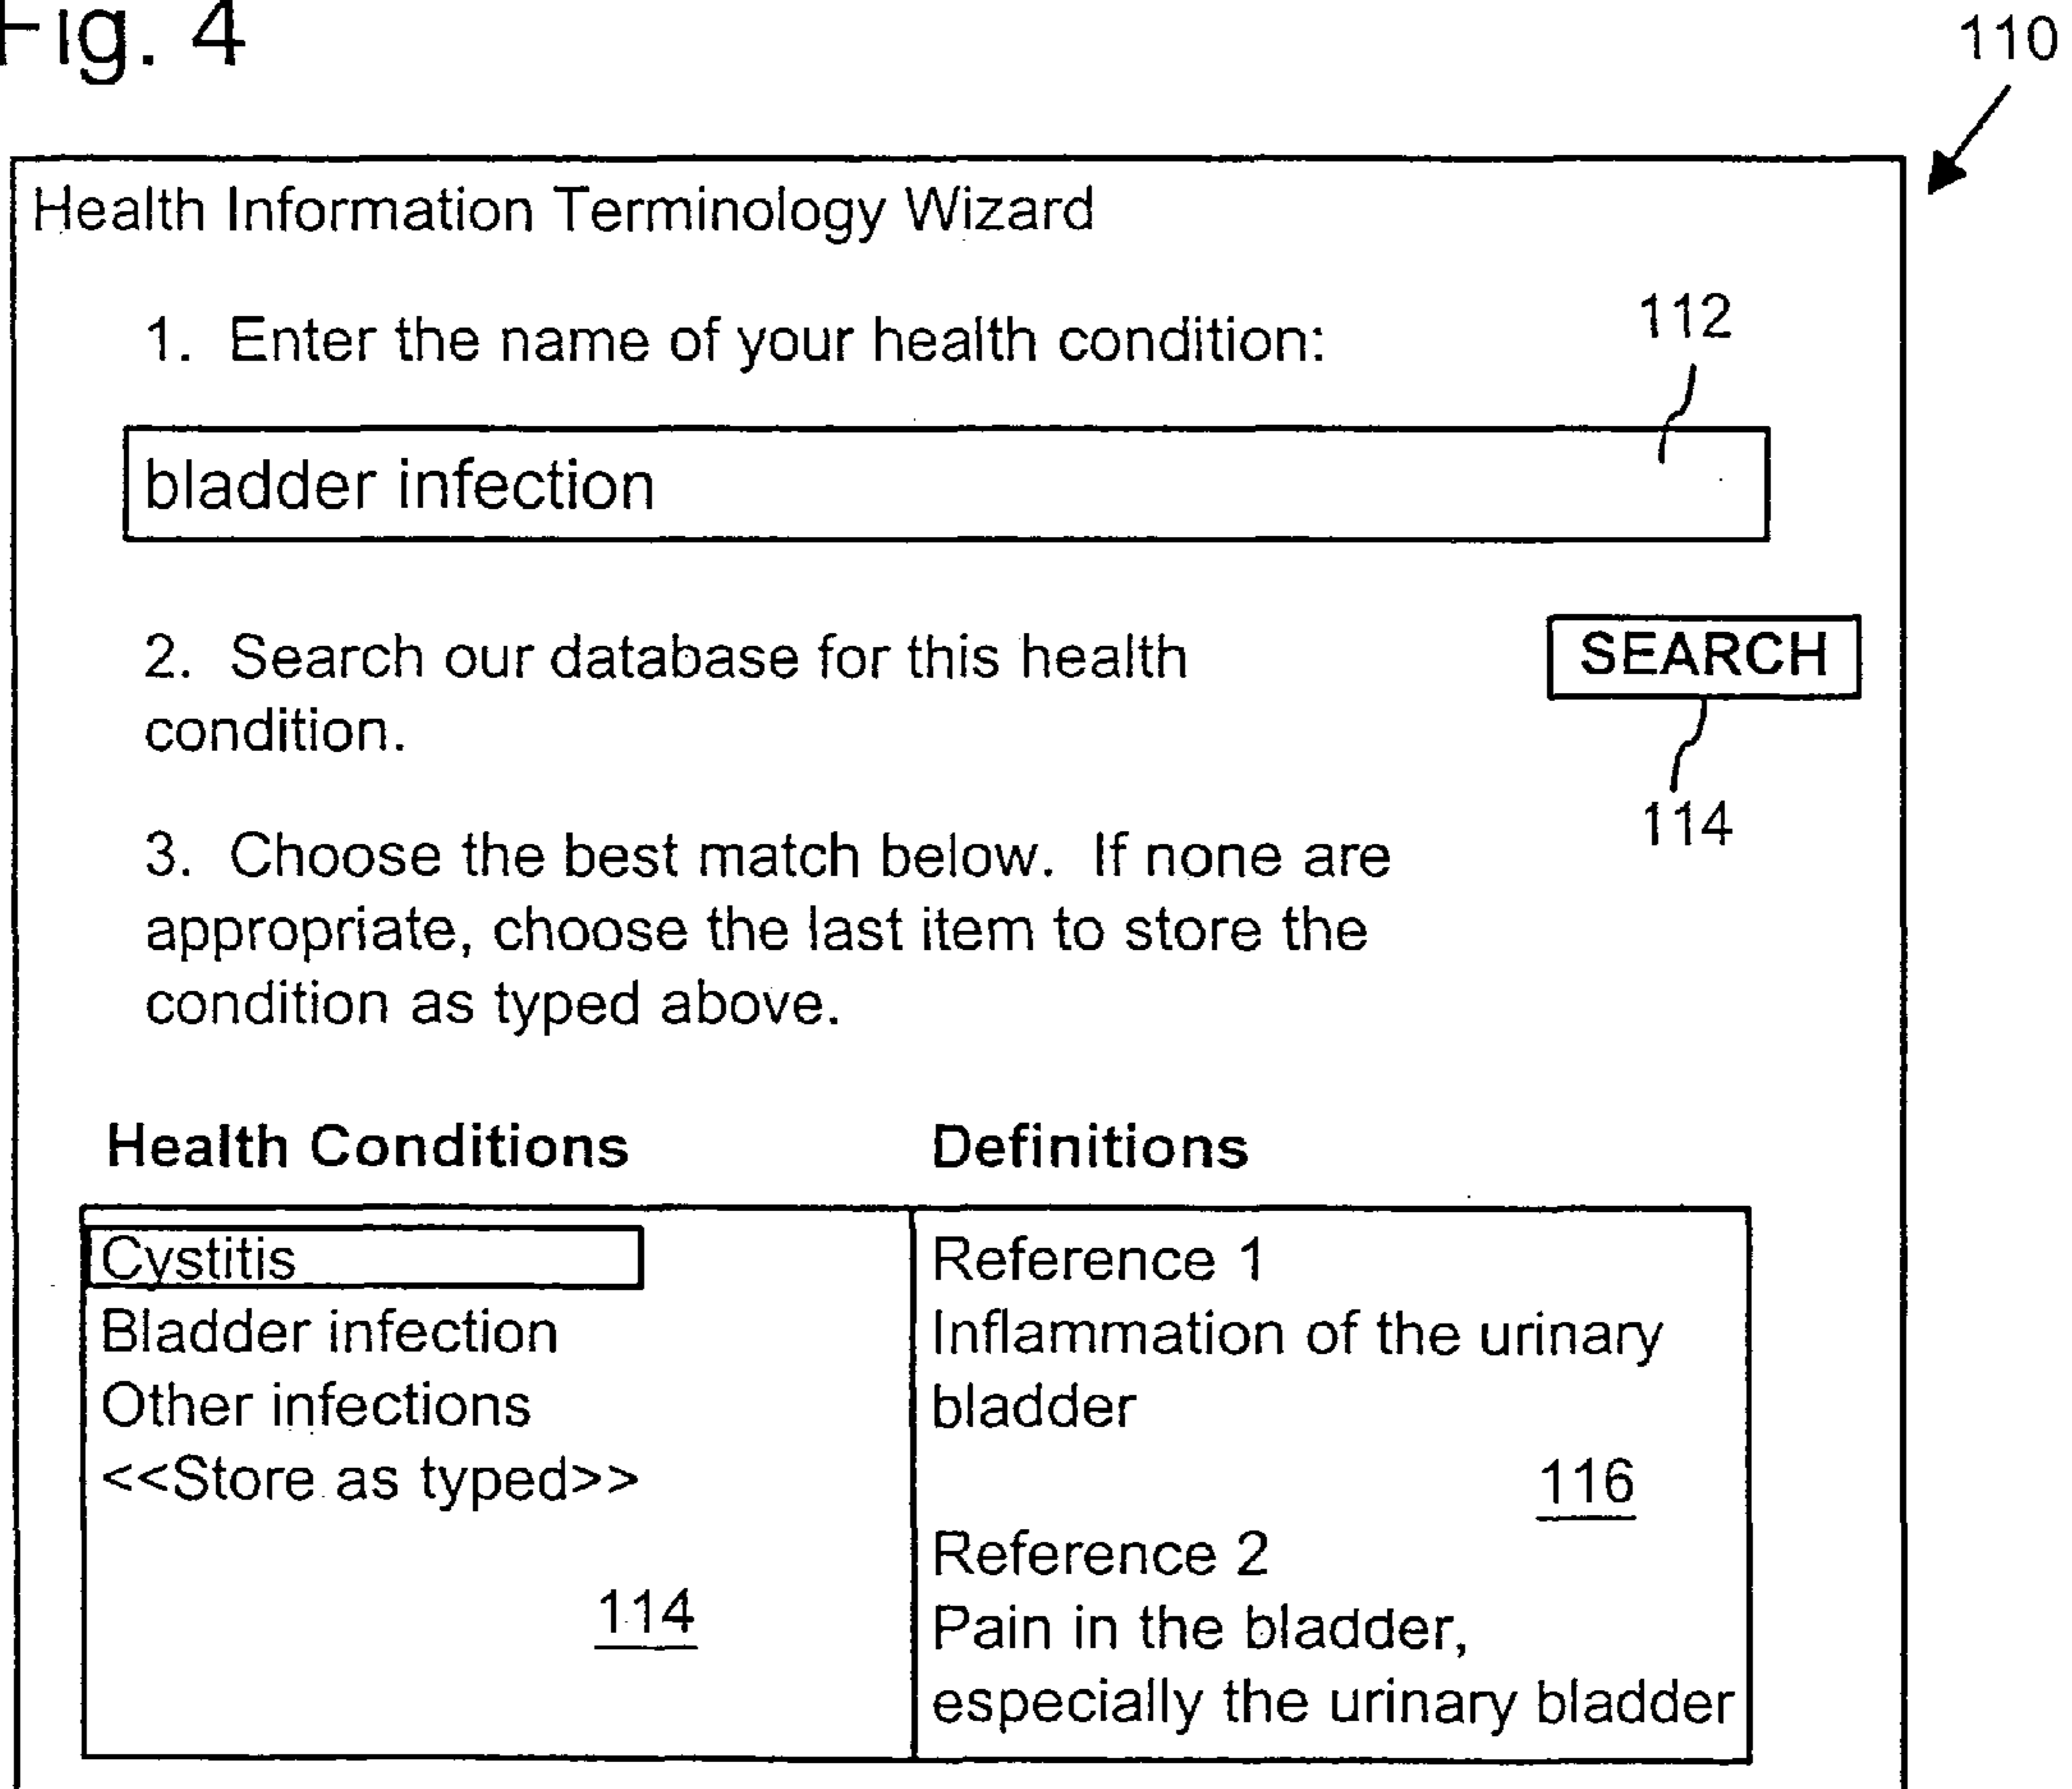 Fig. 4
110
Health Information Terminology Wizard
1. Enter the name of your health condition:
112
bladder infection
2. Search our database for this health
condition.
SEARCH
114
3. Choose the best match below. If none are
appropriate, choose the last item to store the
condition as typed above.
Health Conditions
Definitions
Cystitis
Bladder infection
Other infections
<<Store as typed>>
114
Reference 1
Inflammation of the urinary
bladder
116
Reference 2
Pain in the bladder,
especially the urinary bladder